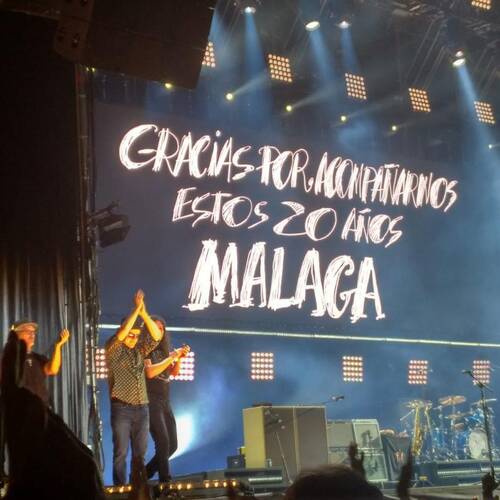 GRACIAS POR ACOMPAÑARNOS
ESTOS 20 AÑOS
MALAGA